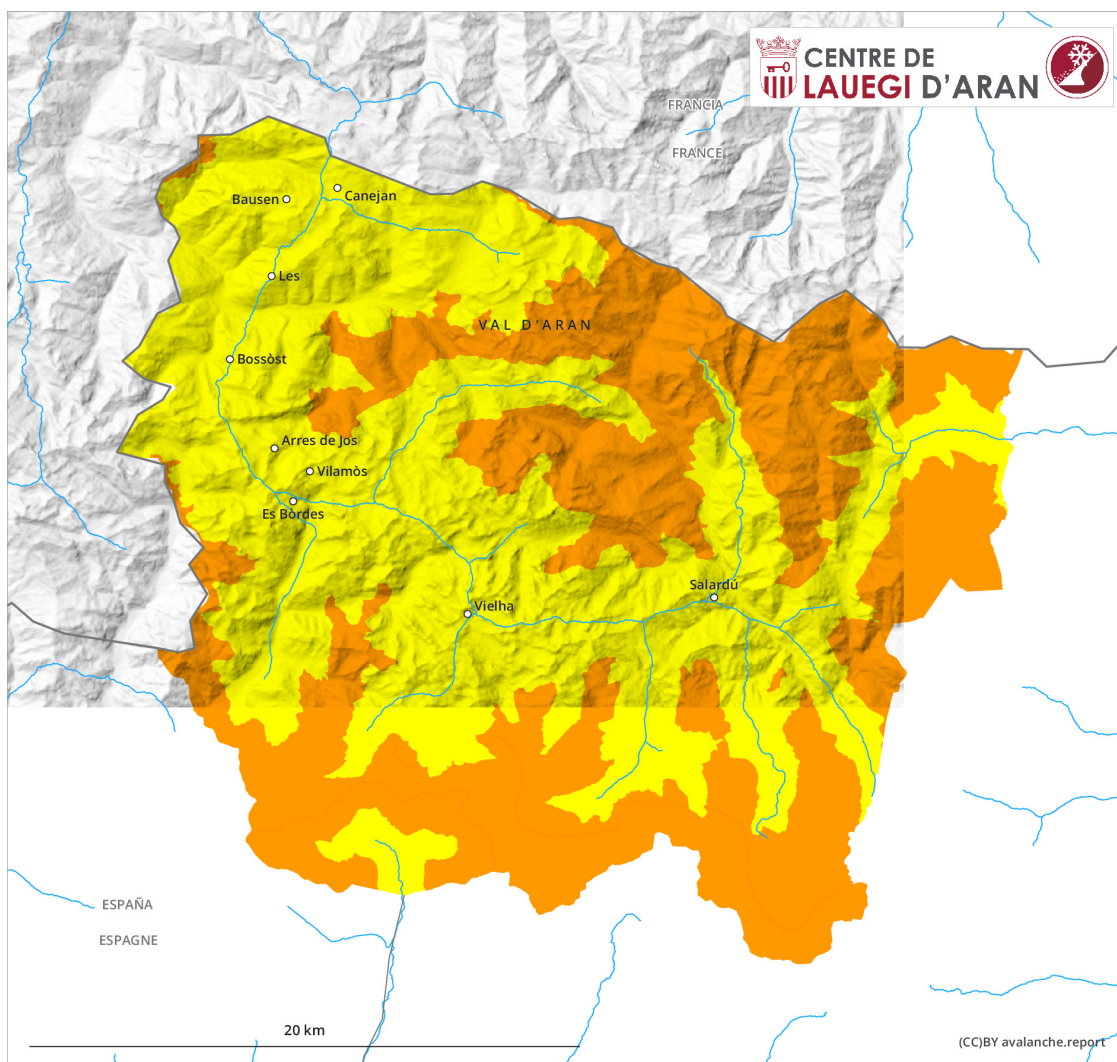 CENTRE DE
LAUEGI D'ARAN
FRANCIA
FRANCE
Bausen
Canejan
Les
VAL D'ARAN
Bossòst
Arres de Jos
Vilamòs
Es Bòrdes
Salardú
Vielha
ESPAÑA
ESPAGNE
20 km
(CC)BY avalanche.report